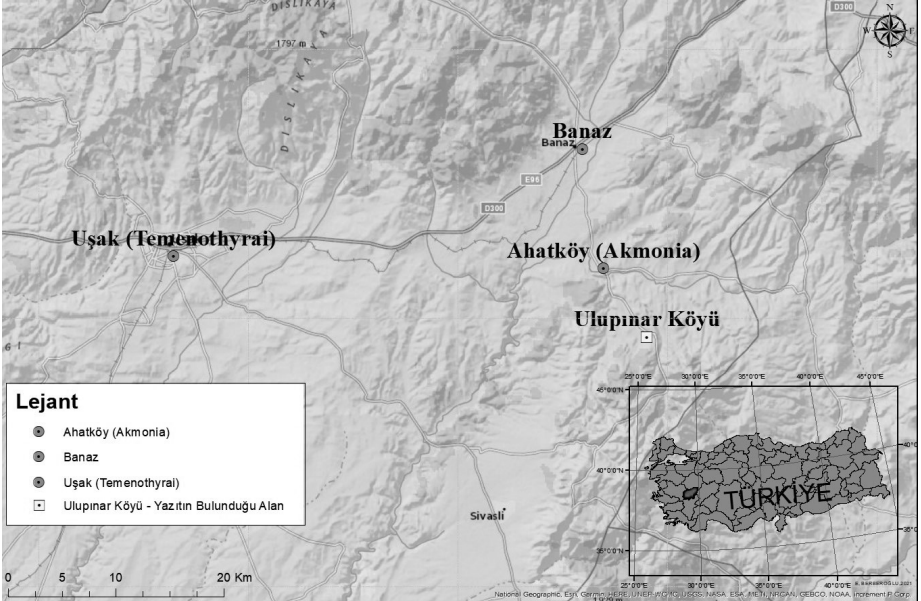 DISLIKAYA
D300
N
W
E
S
1797 m
DISLIKAYA
Banaz
Banaz
E96
D300
Uşak (Temenothyrai)
Ahatköy (Akmonia)
Ulupınar Köyü
Lejant
Ahatköy (Akmonia)
Banaz
Uşak (Temenothyrai)
Ulupınar Köyü - Yazıtın Bulunduğu Alan
Sivasli
0 5 10 20 Km
25°0'0"E 30°0'0"E 35°0'0"E 40°0'0"E 45°0'0"E
45°0'0"N
40°0'0"N
35°0'0"N
TÜRKİYE
25°0'0"E 30°0'0"E 35°0'0"E 40°0'0"E
National Geographic, Esri, Garmin, HERE, UNEP-WCMC, USGS, NASA, ESA, METI, NRCAN, GEBCO, NOAA, increment P Corp.